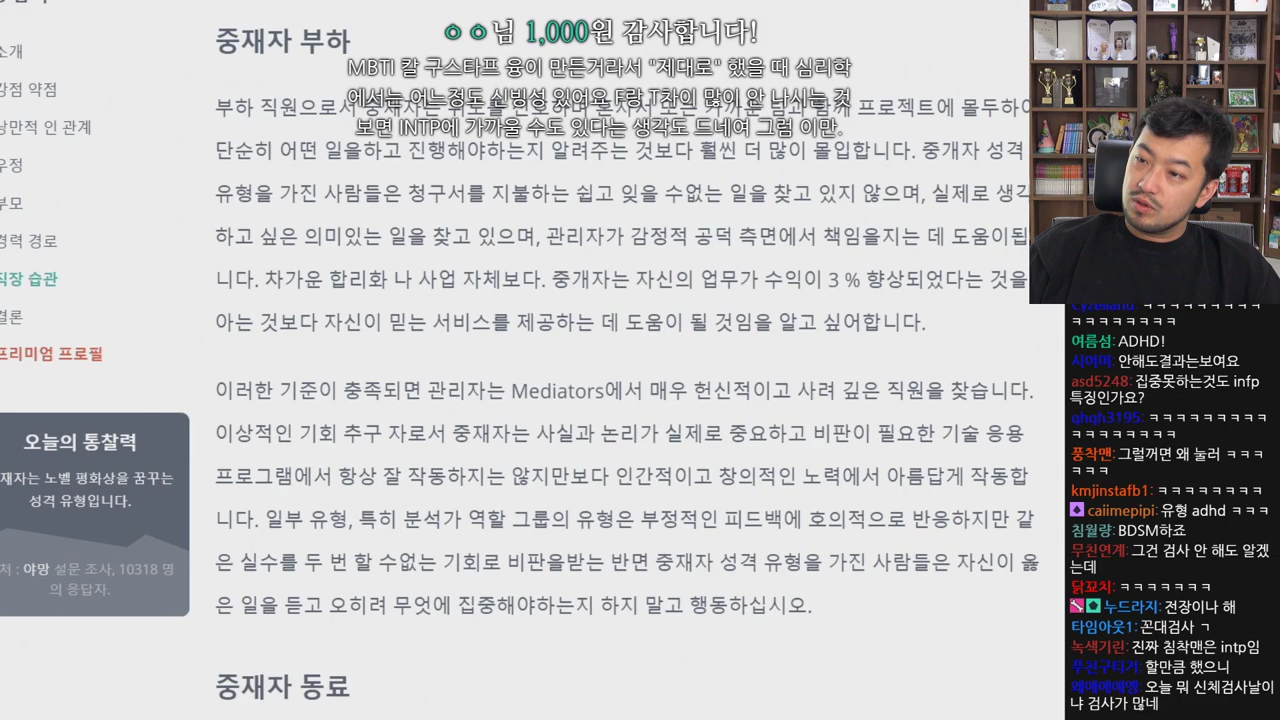 중재자 부하
ㅇㅇ님 1,000원 감사합니다!
MBTI 칼 구스타프 융이 만든거라서 "제대로" 했을 때 심리학
에서는 어느정도 신빙성 있어요 F랑 T차이 많이 안 나시는 것
보면 INTP에 가까울 수도 있다는 생각도 드네여 그럼 이만.
소개
강점 약점
낭만적 인 관계
우정
부모
경력 경로
직장 습관
결론
프리미엄 프로필
부하 직원으로서 중재자는 함께 프로젝트에 몰두하여
단순히 어떤 일을하고 진행해야하는지 알려주는 것보다 훨씬 더 많이 몰입합니다. 중개자 성격
유형을 가진 사람들은 청구서를 지불하는 쉽고 잊을 수없는 일을 찾고 있지 않으며, 실제로 생각
하고 싶은 의미있는 일을 찾고 있으며, 관리자가 감정적 공덕 측면에서 책임을지는 데 도움이됩
니다. 차가운 합리화 나 사업 자체보다. 중개자는 자신의 업무가 수익이 3 % 향상되었다는 것을
아는 것보다 자신이 믿는 서비스를 제공하는 데 도움이 될 것임을 알고 싶어합니다.
이러한 기준이 충족되면 관리자는 Mediators에서 매우 헌신적이고 사려 깊은 직원을 찾습니다.
이상적인 기회 추구 자로서 중재자는 사실과 논리가 실제로 중요하고 비판이 필요한 기술 응용
프로그램에서 항상 잘 작동하지는 않지만보다 인간적이고 창의적인 노력에서 아름답게 작동합
니다. 일부 유형, 특히 분석가 역할 그룹의 유형은 부정적인 피드백에 호의적으로 반응하지만 같
은 실수를 두 번 할 수없는 기회로 비판을받는 반면 중재자 성격 유형을 가진 사람들은 자신이 옳
은 일을 듣고 오히려 무엇에 집중해야하는지 하지 말고 행동하십시오.
중재자 동료
오늘의 통찰력
재자는 노벨 평화상을 꿈꾸는
성격 유형입니다.
처 : 야망 설문 조사, 10318 명
의 응답자.
ㅋㅋㅋㅋㅋㅋㅋㅋㅋㅋ
ㅋㅋㅋㅋㅋㅋㅋㅋ
여름섬: ADHD!
시여미: 안해도결과는보여요
asd5248: 집중못하는것도 infp
특징인가요?
ghgh3195: ㅋㅋㅋㅋㅋㅋㅋㅋㅋㅋ
ㅋㅋㅋㅋㅋㅋㅋㅋ
풍착맨: 그럴꺼면 왜 눌러 ㅋㅋㅋ
ㅋㅋㅋ
kmjinstafb1: ㅋㅋㅋㅋㅋㅋㅋㅋ
caiimepipi: 유형 adhd ㅋㅋㅋ
침월량: BDSM하죠
무친연계: 그건 검사 안 해도 알겠
는데
닭꼬치: ㅋㅋㅋㅋㅋㅋㅋ
누드라지: 전장이나 해
타임아웃1: 꼰대검사 ㄱ
녹색기린: 진짜 침착맨은 intp임
푸친구티거: 할만큼 했으니
오늘 뭐 신체검사날이
냐 검사가 많네